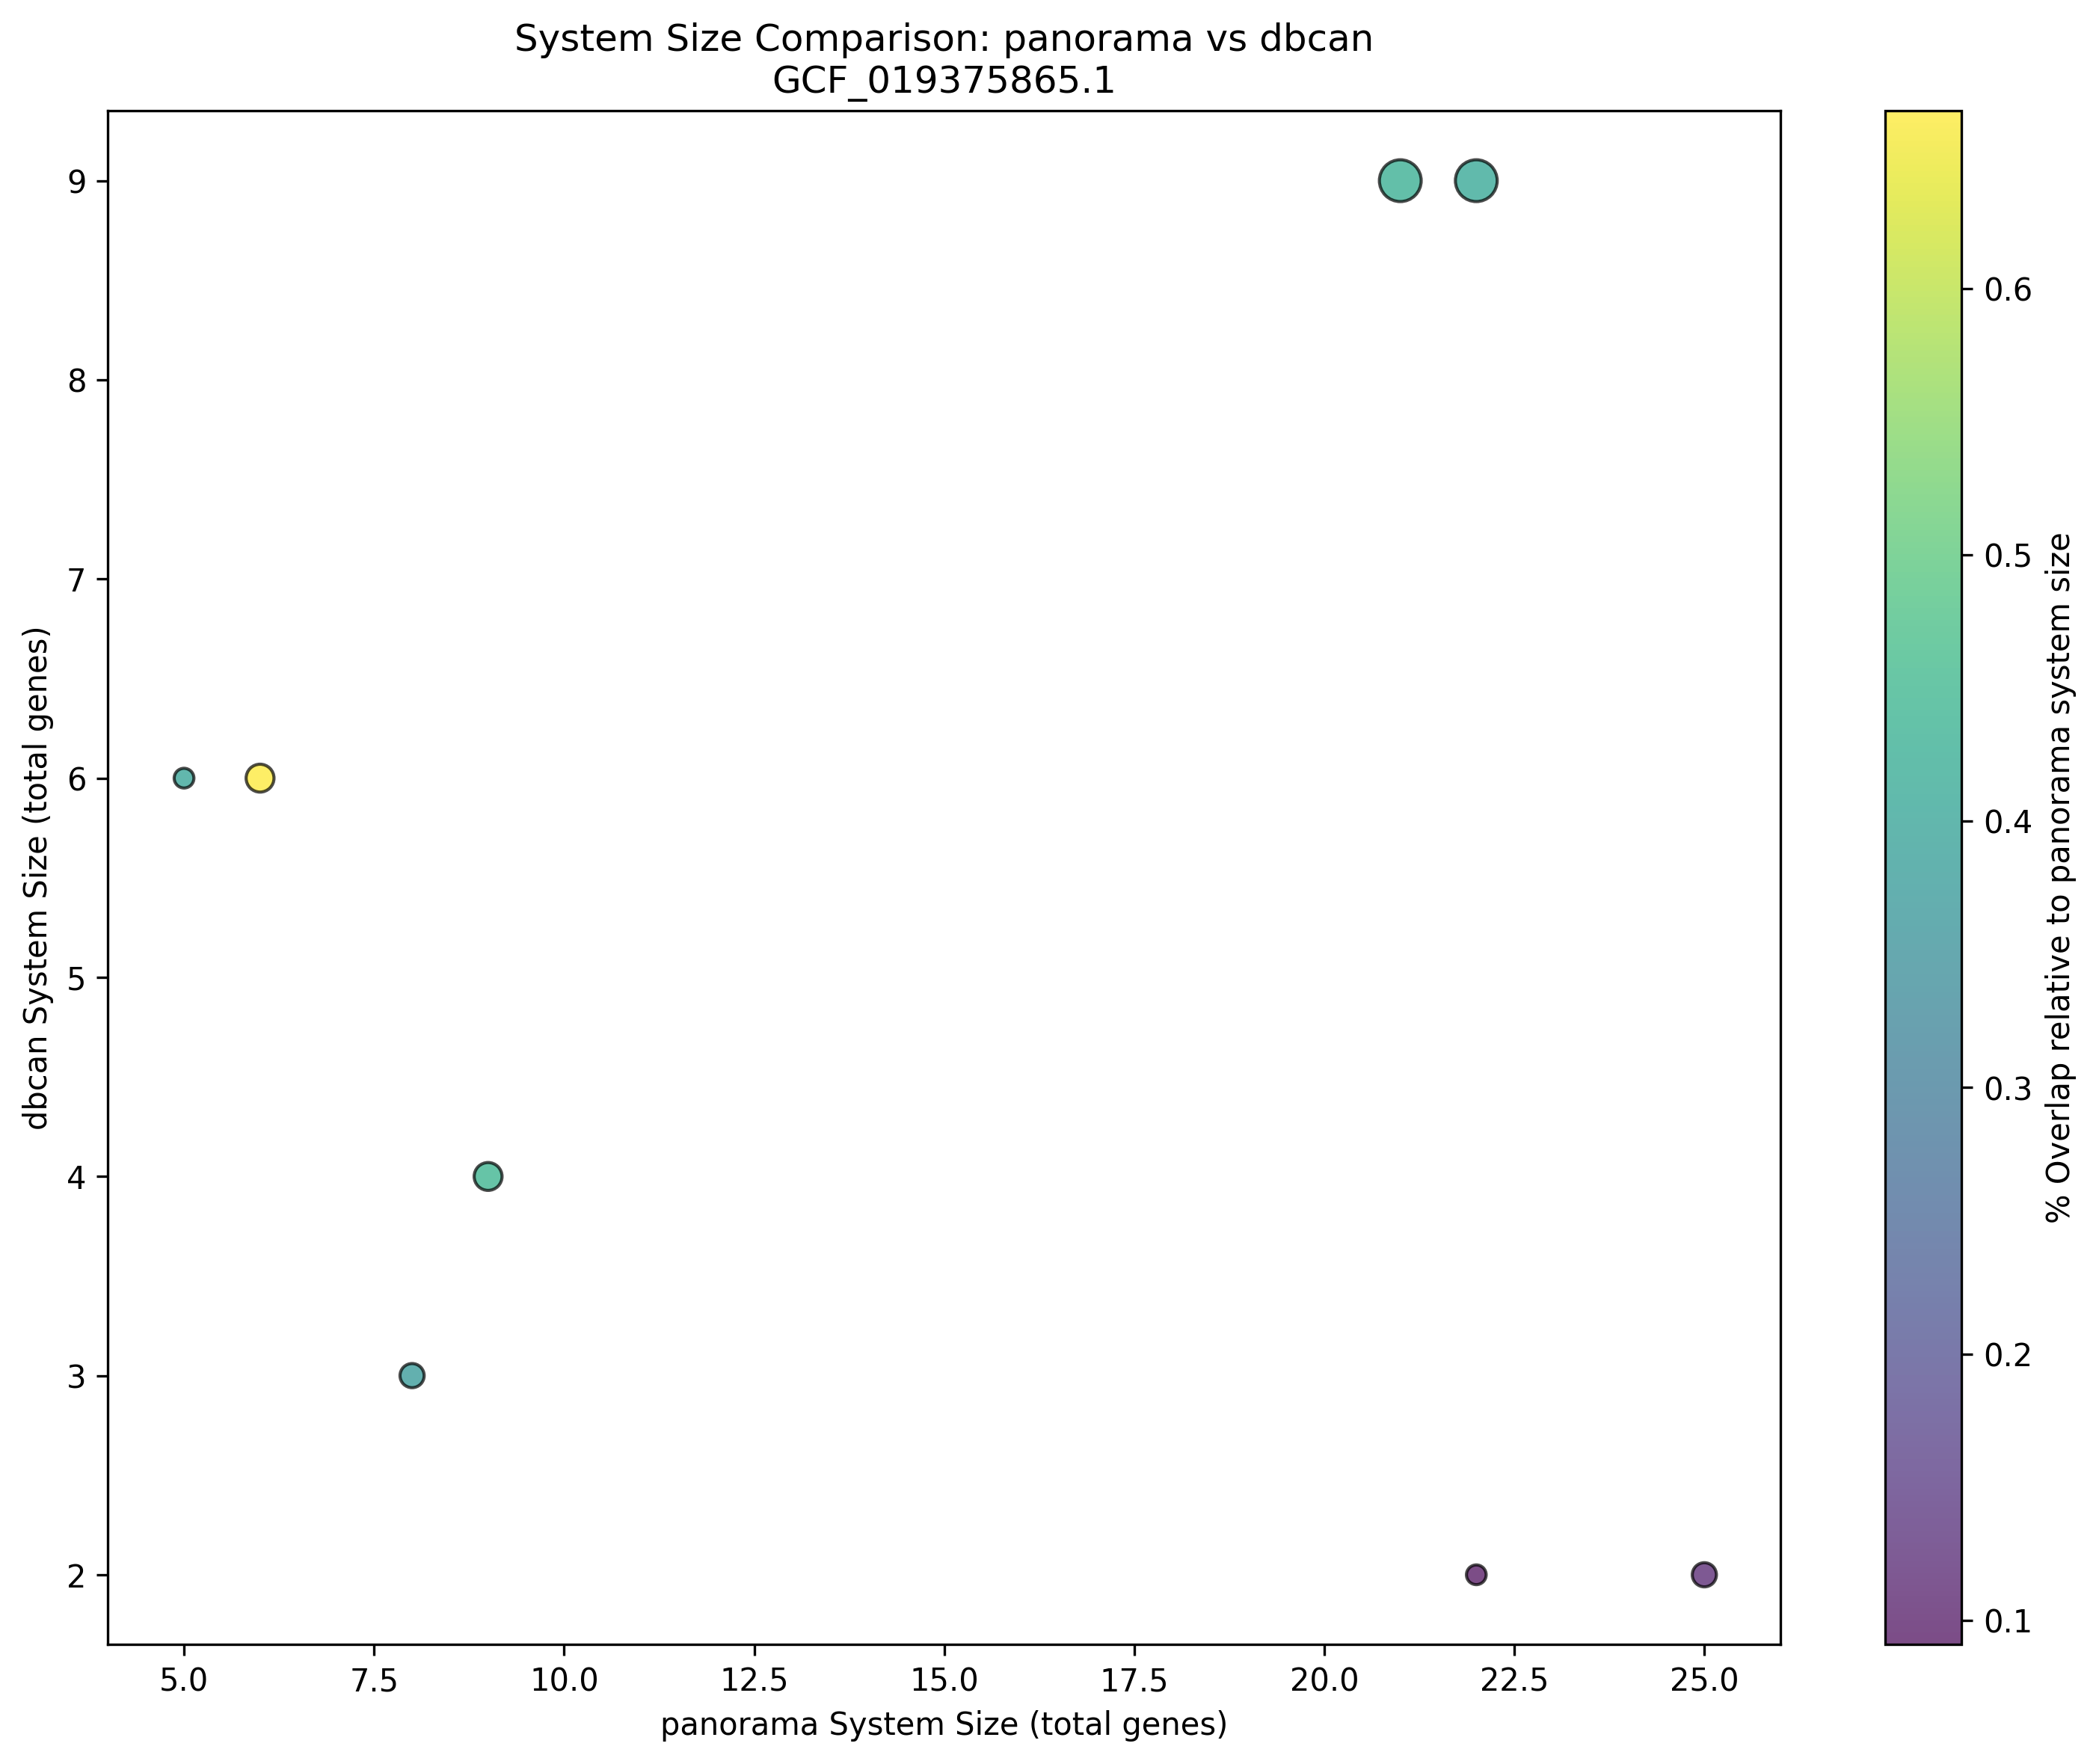 System Size Comparison: panorama vs dbcan
GCF_019375865.1
dbcan System Size (total genes)
9
8
7
6
5
4
3
2
5.0 7.5 10.0 12.5 15.0 17.5 20.0 22.5 25.0
panorama System Size (total genes)
0.6
0.5
0.4
0.3
0.2
0.1
% Overlap relative to panorama system size